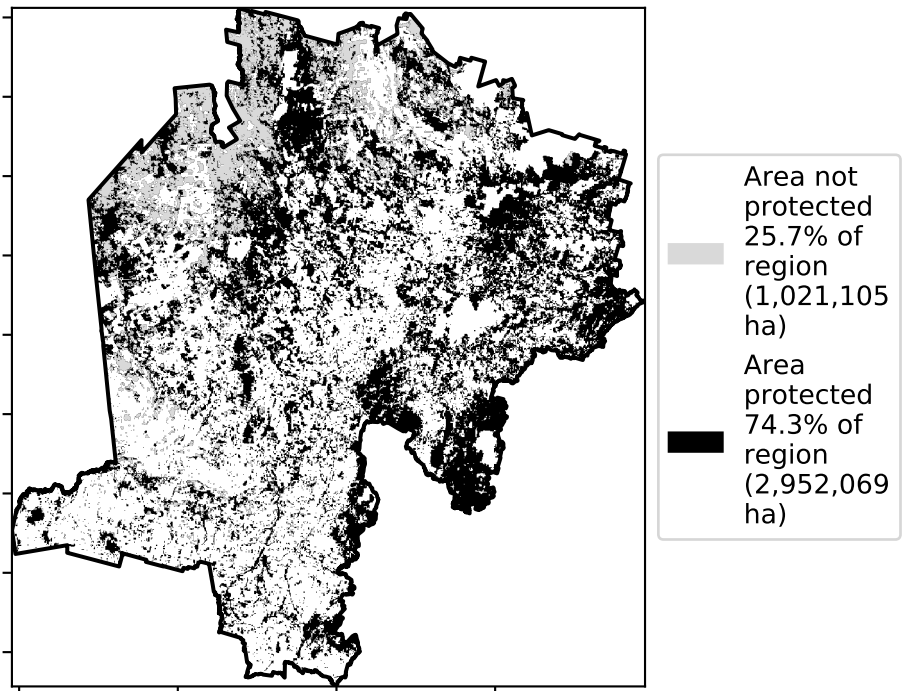 Area not
protected
25.7% of
region
(1,021,105
ha)
Area
protected
74.3% of
region
(2,952,069
ha)